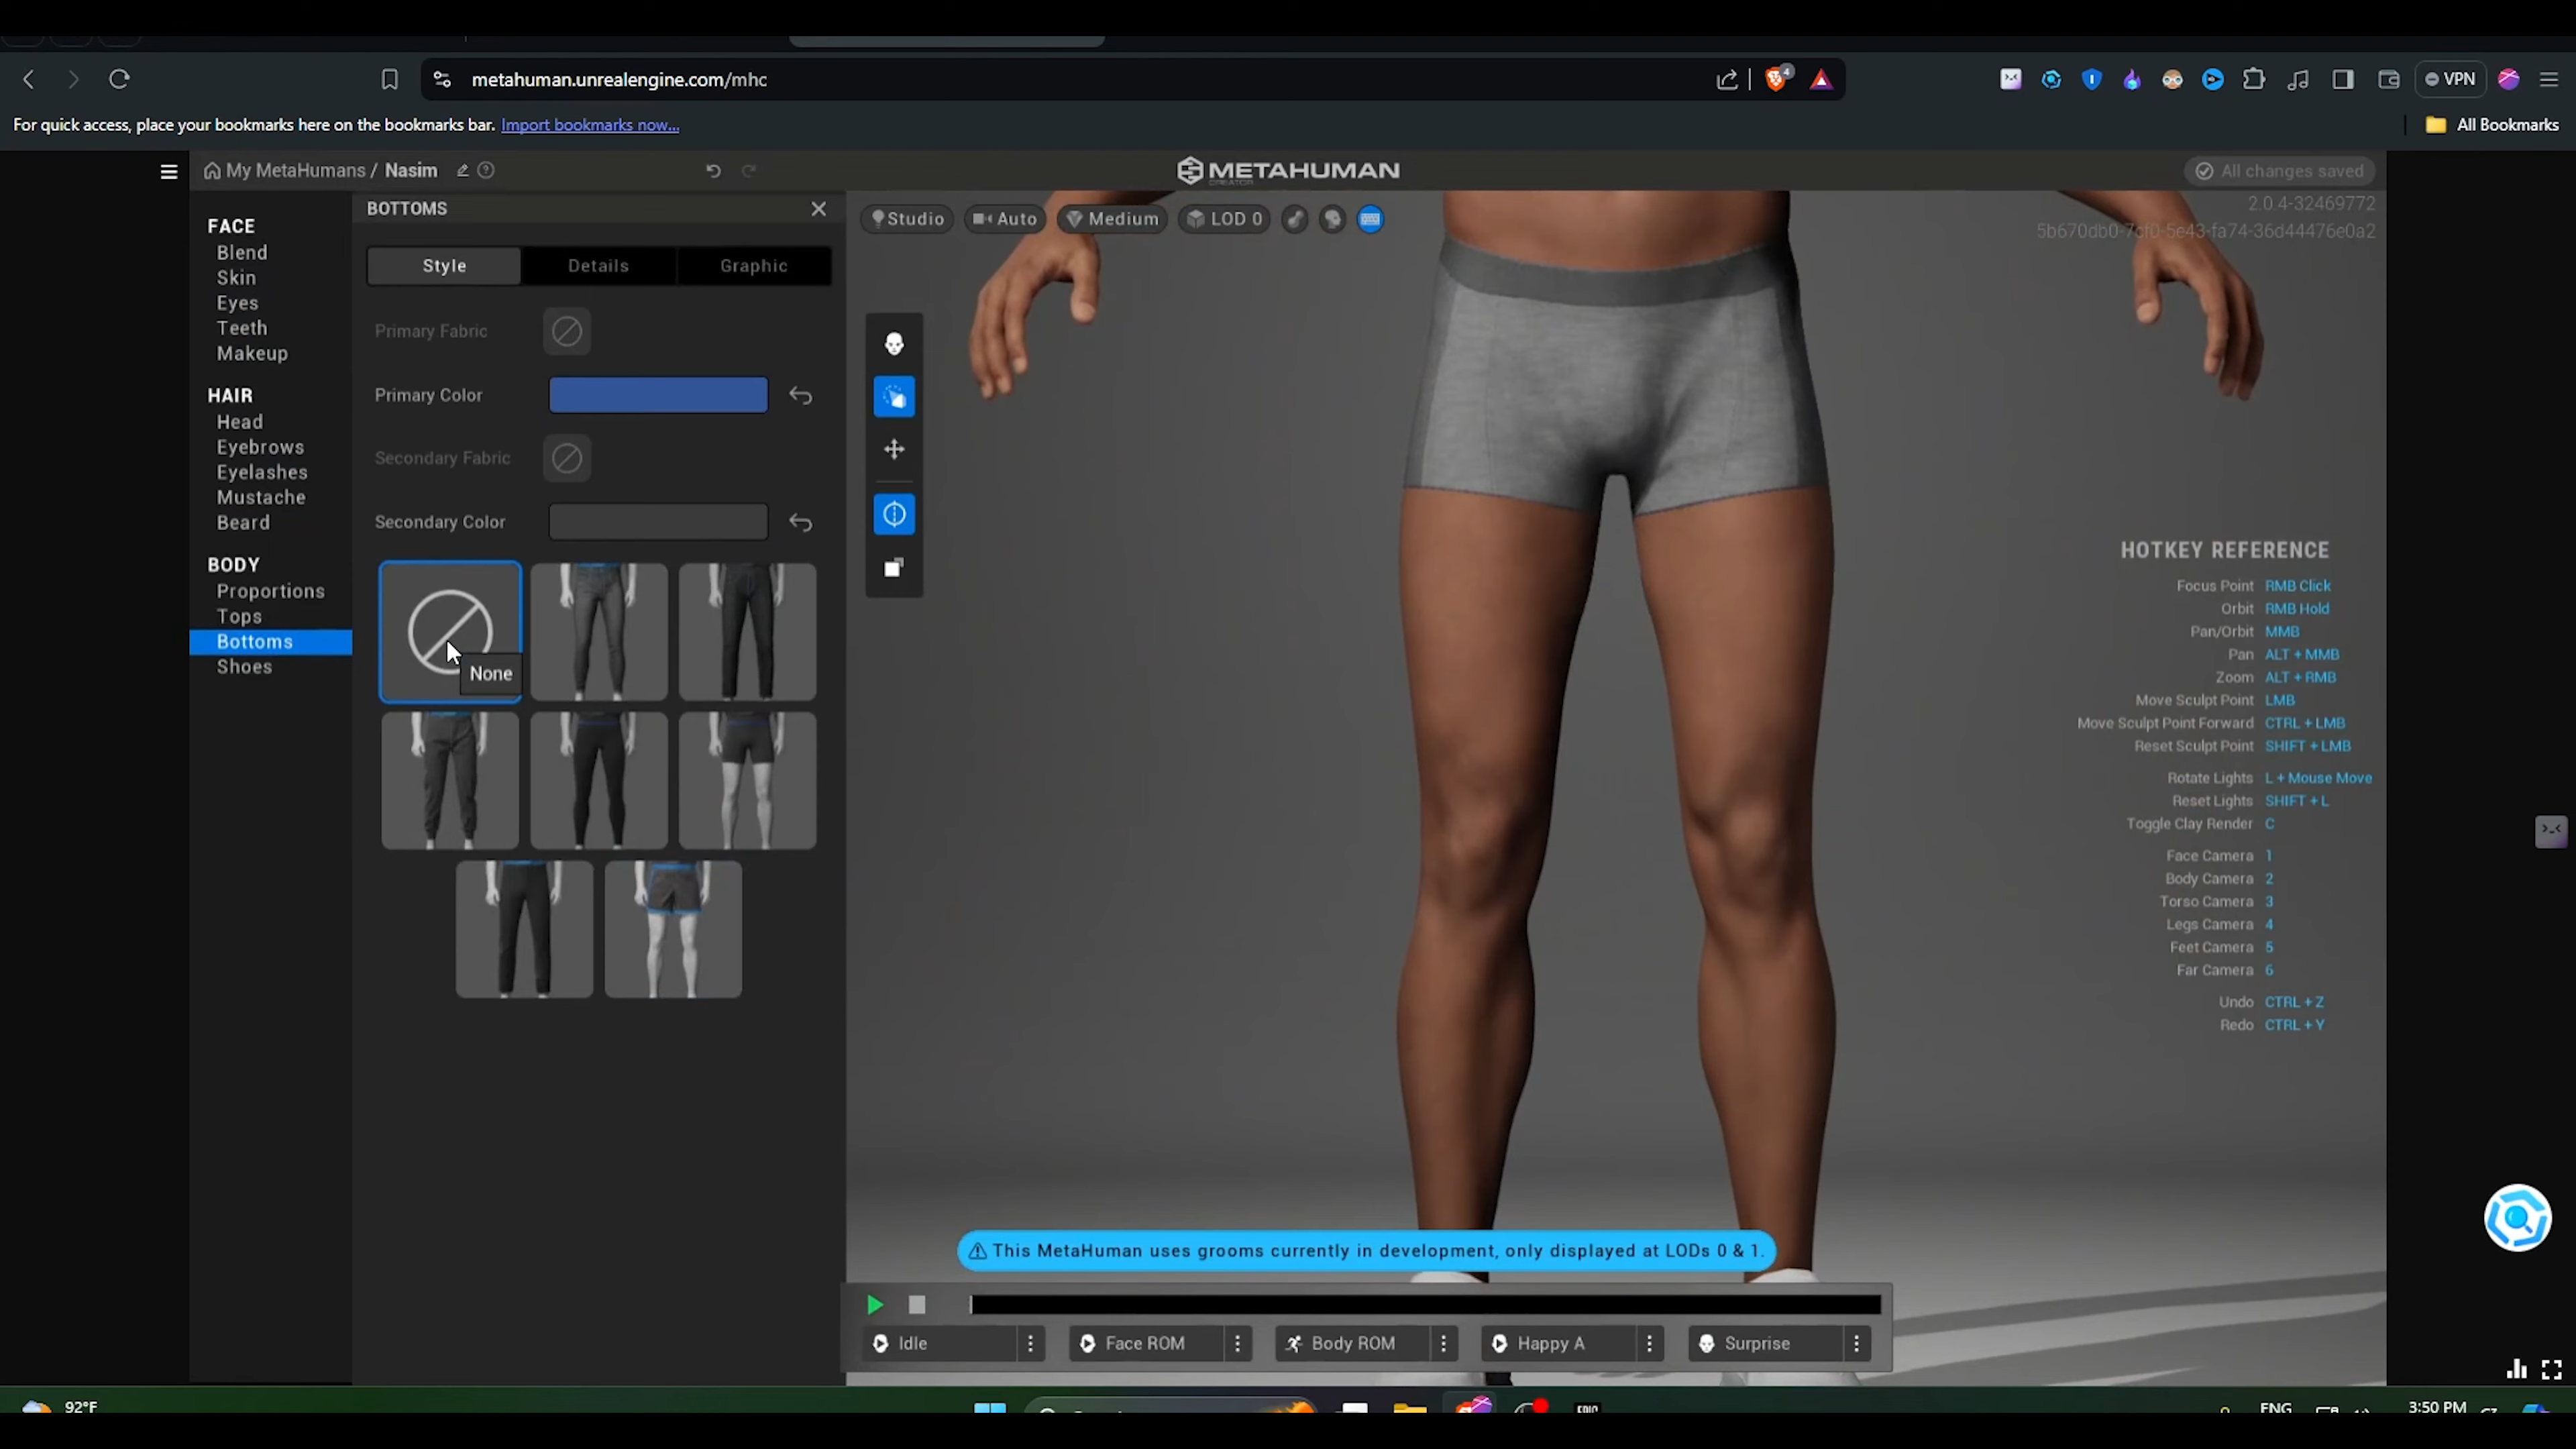 metahuman.unrealengine.com/mhc
4
VPN
For quick access, place your bookmarks here on the bookmarks bar. Import bookmarks now...
All Bookmarks
My MetaHumans / Nasim
METAHUMAN
CREATOR
All changes saved
FACE
Blend
Skin
Eyes
Teeth
Makeup
HAIR
Head
Eyebrows
Eyelashes
Mustache
Beard
BODY
Proportions
Tops
Bottoms
Shoes
BOTTOMS
Style Details Graphic
Primary Fabric
Primary Color
Secondary Fabric
Secondary Color
None
Studio Auto Medium LOD 0
2.0.4-32469772
5b670db0-7cf0-5e43-fa74-36d44476e0a2
HOTKEY REFERENCE
Focus Point RMB Click
Orbit RMB Hold
Pan/Orbit MMB
Pan ALT + MMB
Zoom ALT + RMB
Move Sculpt Point LMB
Move Sculpt Point Forward CTRL + LMB
Reset Sculpt Point SHIFT + LMB
Rotate Lights L + Mouse Move
Reset Lights SHIFT + L
Toggle Clay Render C
Face Camera 1
Body Camera 2
Torso Camera 3
Legs Camera 4
Feet Camera 5
Far Camera 6
Undo CTRL + Z
Redo CTRL + Y
This MetaHuman uses grooms currently in development, only displayed at LODs 0 & 1.
Idle Face ROM Body ROM Happy A Surprise
92°F
EPIC
ENG
3:50 PM